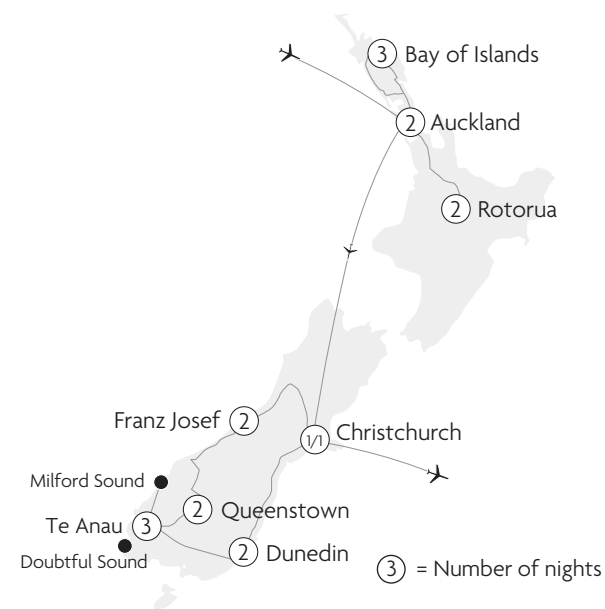 3 Bay of Islands
2 Auckland
2 Rotorua
Franz Josef 2
1/1 Christchurch
Milford Sound
2 Queenstown
Te Anau 3
Doubtful Sound
2 Dunedin
3 = Number of nights